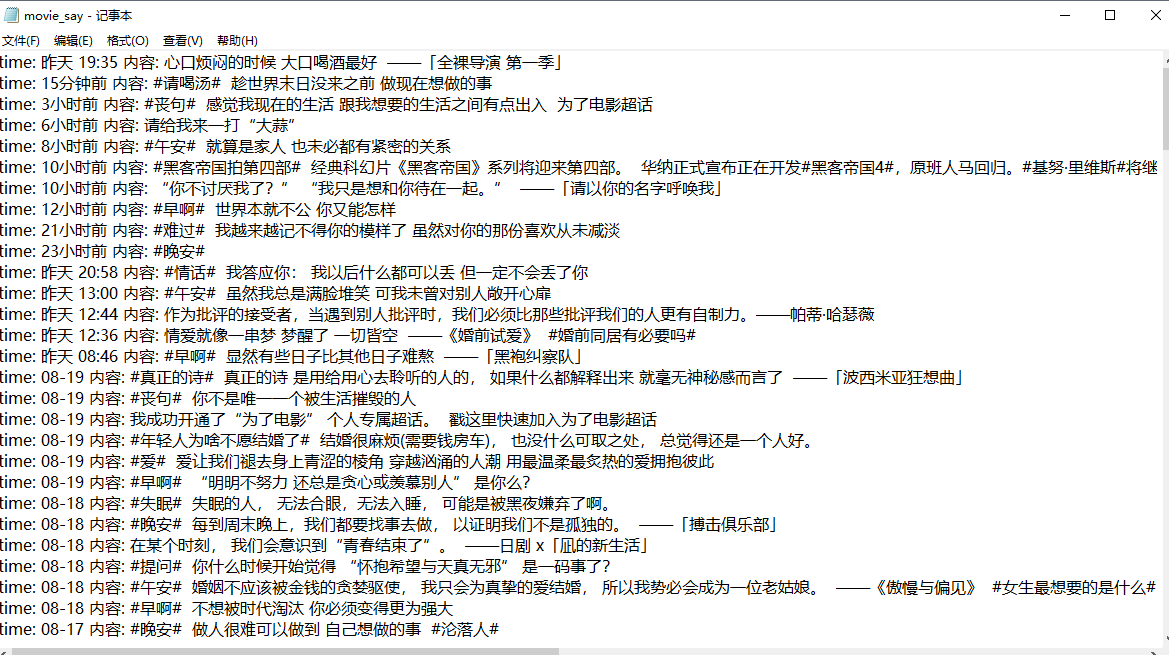 movie_say - 记事本
文件(F) 编辑(E) 格式(O) 查看(V) 帮助(H)
time: 昨天 19:35 内容: 心口烦闷的时候 大口喝酒最好 ——「全裸导演 第一季」
time: 15分钟前 内容: #请喝汤# 趁世界末日没来之前 做现在想做的事
time: 3小时前 内容: #丧句# 感觉我现在的生活 跟我想要的生活之间有点出入 为了电影超话
time: 6小时前 内容: 请给我来一打“大蒜“
time: 8小时前 内容: #午安# 就算是家人 也未必都有紧密的关系
time: 10小时前 内容: #黑客帝国拍第四部# 经典科幻片《黑客帝国》系列将迎来第四部。 华纳正式宣布正在开发#黑客帝国4#，原班人马回归。#基努·里维斯#将继
time: 10小时前 内容: “你不讨厌我了？” “我只是想和你待在一起。” ——「请以你的名字呼唤我」
time: 12小时前 内容: #早啊# 世界本就不公 你又能怎样
time: 21小时前 内容: #难过# 我越来越记不得你的模样了 虽然对你的那份喜欢从未减淡
time: 23小时前 内容: #晚安#
time: 昨天 20:58 内容: #情话# 我答应你： 我以后什么都可以丢 但一定不会丢了你
time: 昨天 13:00 内容: #午安# 虽然我总是满脸堆笑 可我未曾对别人敞开心扉
time: 昨天 12:44 内容: 作为批评的接受者，当遇到别人批评时，我们必须比那些批评我们的人更有自制力。——帕蒂·哈瑟薇
time: 昨天 12:36 内容: 情爱就像一串梦 梦醒了 一切皆空 ——《婚前试爱》 #婚前同居有必要吗#
time: 昨天 08:46 内容: #早啊# 显然有些日子比其他日子难熬 ——「黑袍纠察队」
time: 08-19 内容: #真正的诗# 真正的诗 是用给用心去聆听的人的， 如果什么都解释出来 就毫无神秘感而言了 ——「波西米亚狂想曲」
time: 08-19 内容: #丧句# 你不是唯一一个被生活摧毁的人
time: 08-19 内容: 我成功开通了“为了电影” 个人专属超话。 戳这里快速加入为了电影超话
time: 08-19 内容: #年轻人为啥不愿结婚了# 结婚很麻烦(需要钱房车)， 也没什么可取之处， 总觉得还是一个人好。
time: 08-19 内容: #爱# 爱让我们褪去身上青涩的棱角 穿越汹涌的人潮 用最温柔最炙热的爱拥抱彼此
time: 08-19 内容: #早啊# “明明不努力 还总是贪心或羡慕别人” 是你么？
time: 08-18 内容: #失眠# 失眠的人， 无法合眼，无法入睡， 可能是被黑夜嫌弃了啊。
time: 08-18 内容: #晚安# 每到周末晚上，我们都要找事去做， 以证明我们不是孤独的。 ——「搏击俱乐部」
time: 08-18 内容: 在某个时刻， 我们会意识到“青春结束了”。 ——日剧 x「凪的新生活」
time: 08-18 内容: #提问# 你什么时候开始觉得 “怀抱希望与天真无邪” 是一码事了？
time: 08-18 内容: #午安# 婚姻不应该被金钱的贪婪驱使， 我只会为真挚的爱结婚， 所以我势必会成为一位老姑娘。 ——《傲慢与偏见》 #女生最想要的是什么#
time: 08-18 内容: #早啊# 不想被时代淘汰 你必须变得更为强大
time: 08-17 内容: #晚安# 做人很难可以做到 自己想做的事 #沦落人#